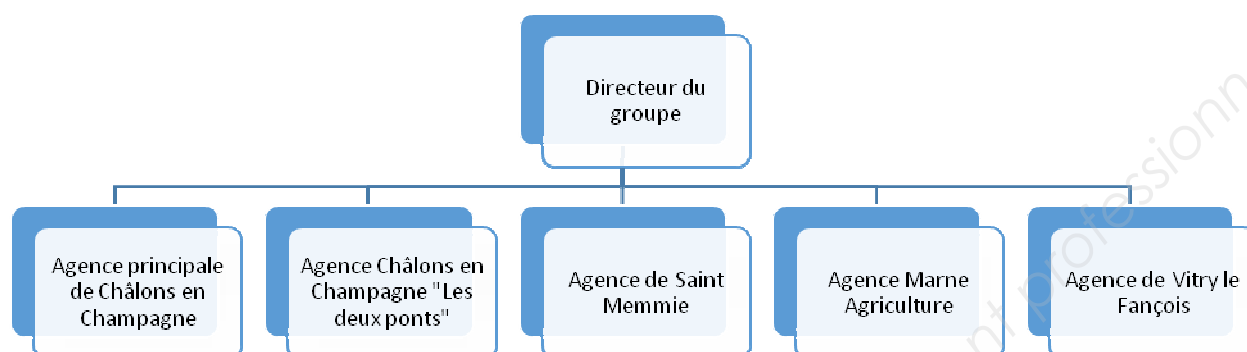 Directeur du
groupe
Agence principale
de Châlons en
Champagne
Agence Châlons en
Champagne "Les
deux ponts"
Agence de Saint
Memmie
Agence Marne
Agriculture
Agence de Vitry le
Fançois